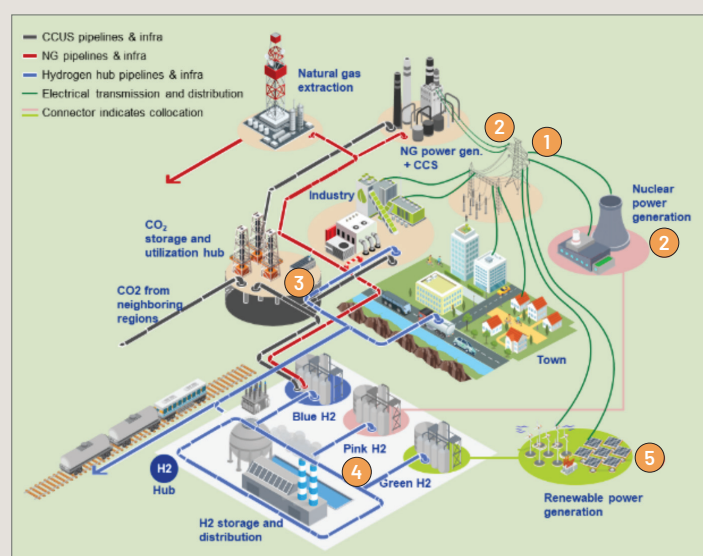 CCUS pipelines & infra
NG pipelines & infra
Hydrogen hub pipelines & infra
Electrical transmission and distribution
Connector indicates collocation
Natural gas
extraction
NG power gen.
+ CCS
2
1
Industry
Nuclear
power
generation
2
CO₂
storage and
utilization hub
3
CO2 from
neighboring
regions
Town
Blue H2
Pink H2
4
Green H2
5
H2
Hub
H2 storage and
distribution
Renewable power
generation